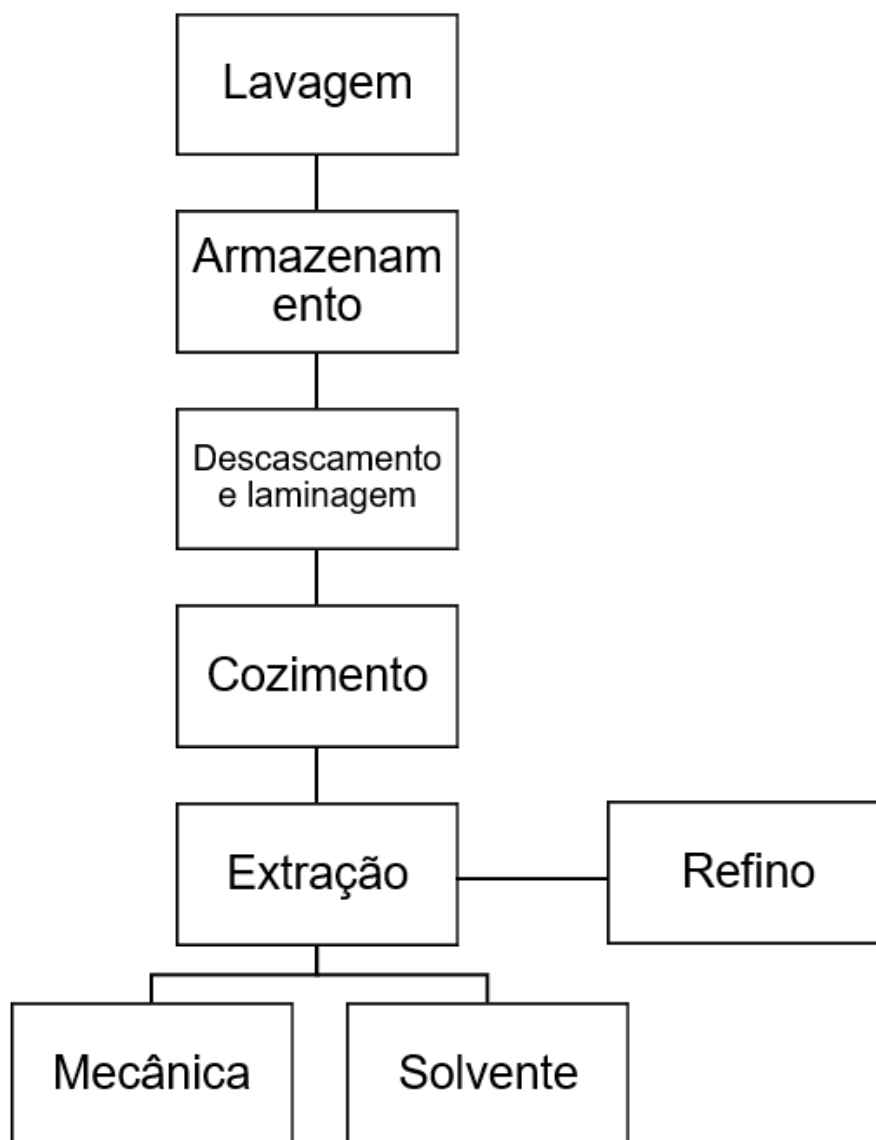 Lavagem
Armazenam
ento
Descascamento
e laminagem
Cozimento
Extração
Refino
Mecânica
Solvente